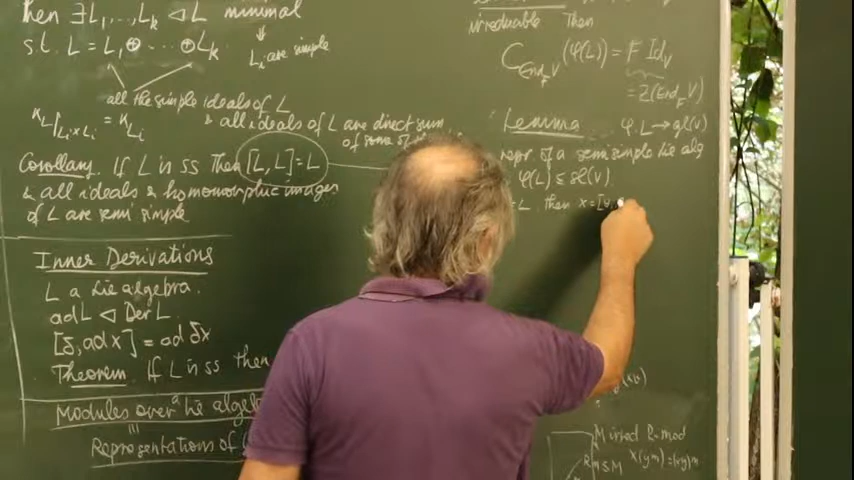 then ∃L₁,...,Lₖ ◁ L minimal
st. L = L₁⊕...⊕Lₖ
Lᵢ are simple
all the simple ideals of L
κ_L|_{Lᵢ×Lᵢ} = κ_{Lᵢ}
& all ideals of L are direct sum
of some of
Corollary. If L is ss Then [L,L]=L
& all ideals & homomorphic images
of L are semi simple.
Inner Derivations
L a Lie algebra.
ad L ◁ Der L.
[δ, ad x] = ad δx
Theorem If L is ss then
Modules over a Lie algebra
=
Representations of
irreducible Then
C_{End_F V}(φ(L)) = F Id_V
= Z(End_F V)
Lemma φ: L → gl(V)
repr of a semisimple Lie alg
φ(L) ⊆ sl(V)
L. then x=[y,
M irred R-mod
x(ym)=(xy)m